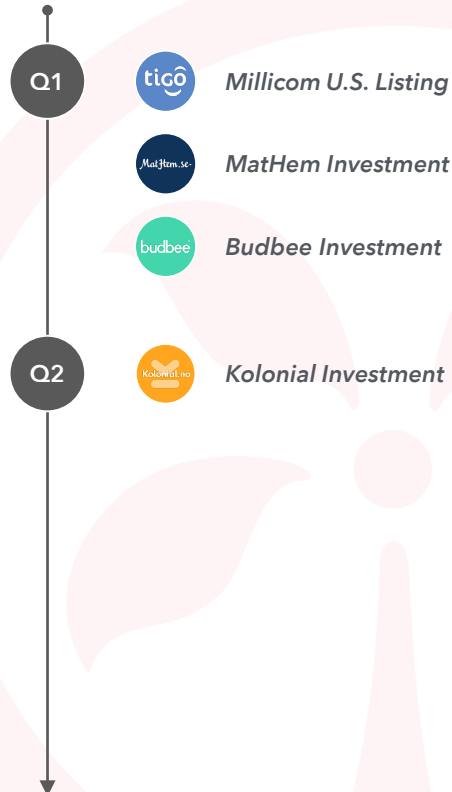 Q1
tigo
Millicom U.S. Listing
MatHem.se
MatHem Investment
budbee
Budbee Investment
Q2
Kolonial.no
Kolonial Investment